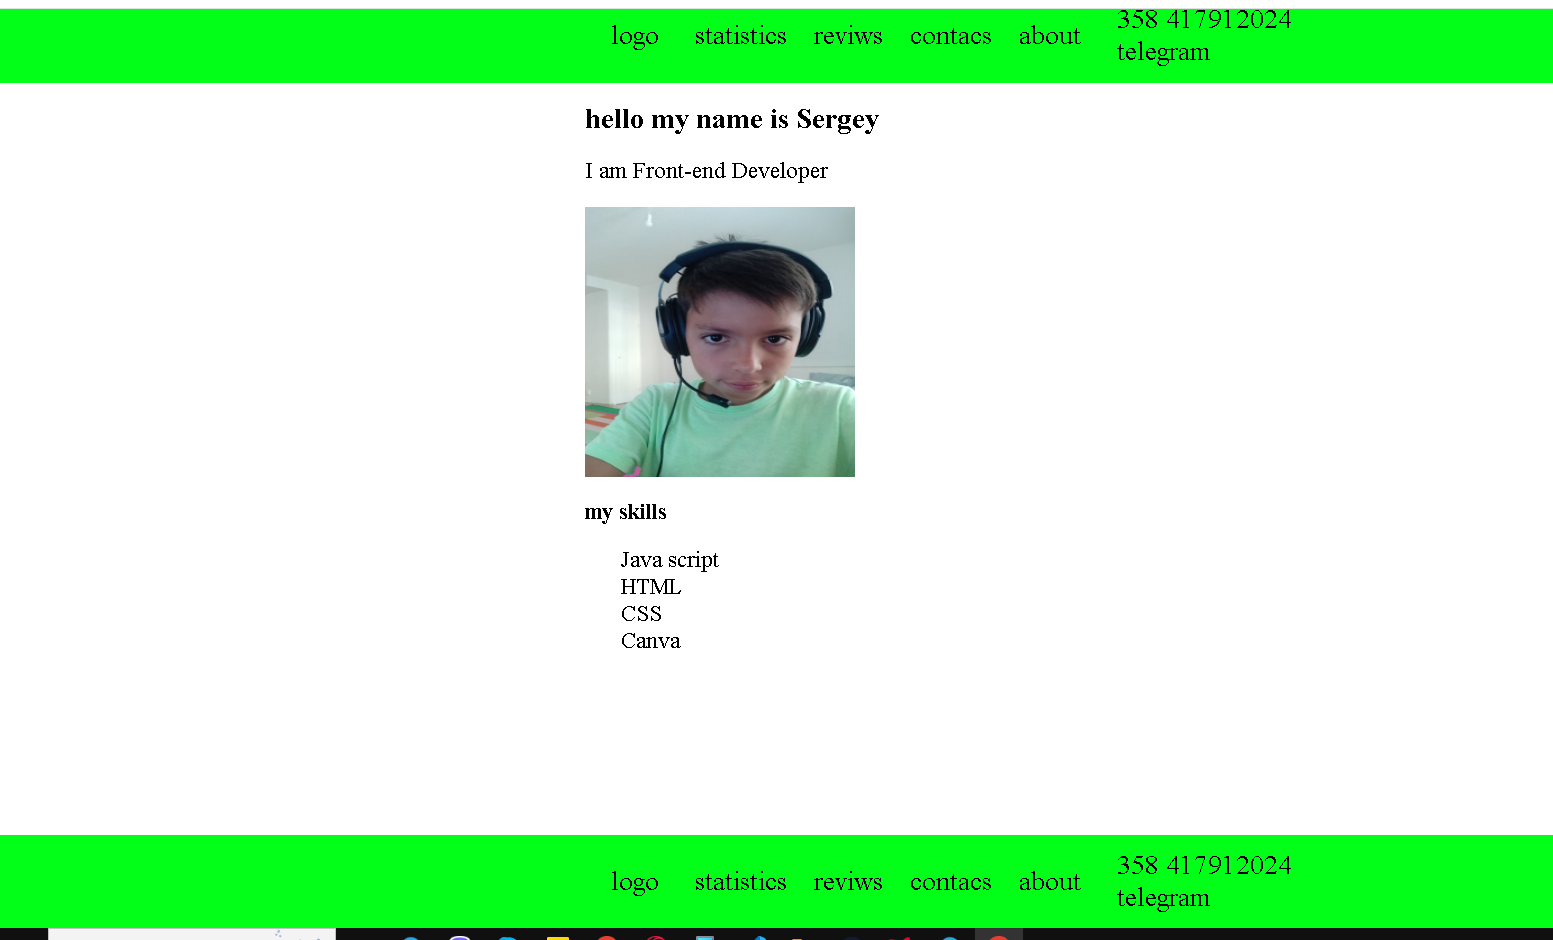 logo statistics reviws contacs about 358 417912024
telegram
hello my name is Sergey
I am Front-end Developer
my skills
Java script
HTML
CSS
Canva
logo statistics reviws contacs about 358 417912024
telegram